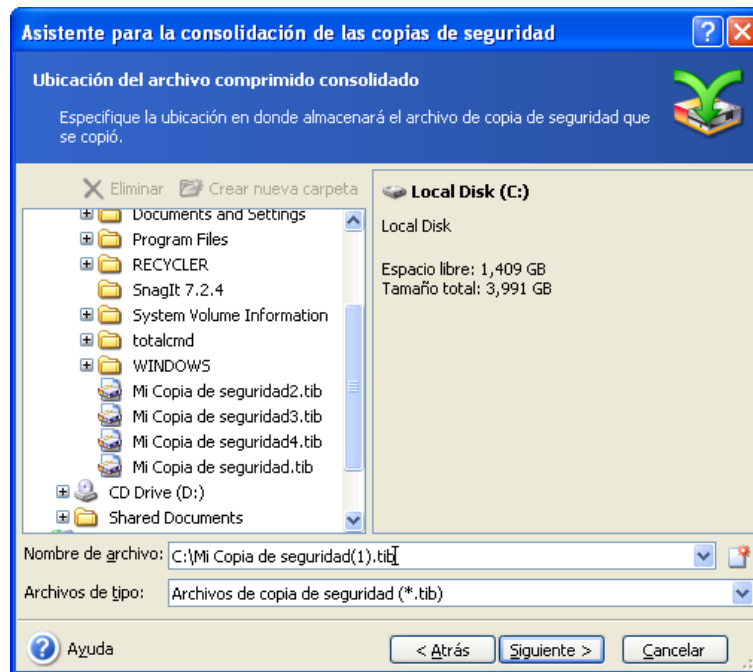 Asistente para la consolidación de las copias de seguridad
Ubicación del archivo comprimido consolidado
Especifique la ubicación en donde almacenará el archivo de copia de seguridad que
se copió.
Eliminar Crear nueva carpeta
Documents and Settings
Program Files
RECYCLER
SnagIt 7.2.4
System Volume Information
totalcmd
WINDOWS
Mi Copia de seguridad2.tib
Mi Copia de seguridad3.tib
Mi Copia de seguridad4.tib
Mi Copia de seguridad.tib
CD Drive (D:)
Shared Documents
Local Disk (C:)
Local Disk
Espacio libre: 1,409 GB
Tamaño total: 3,991 GB
Nombre de archivo: C:\Mi Copia de seguridad(1).tib
Archivos de tipo: Archivos de copia de seguridad (*.tib)
Ayuda < Atrás Siguiente > Cancelar